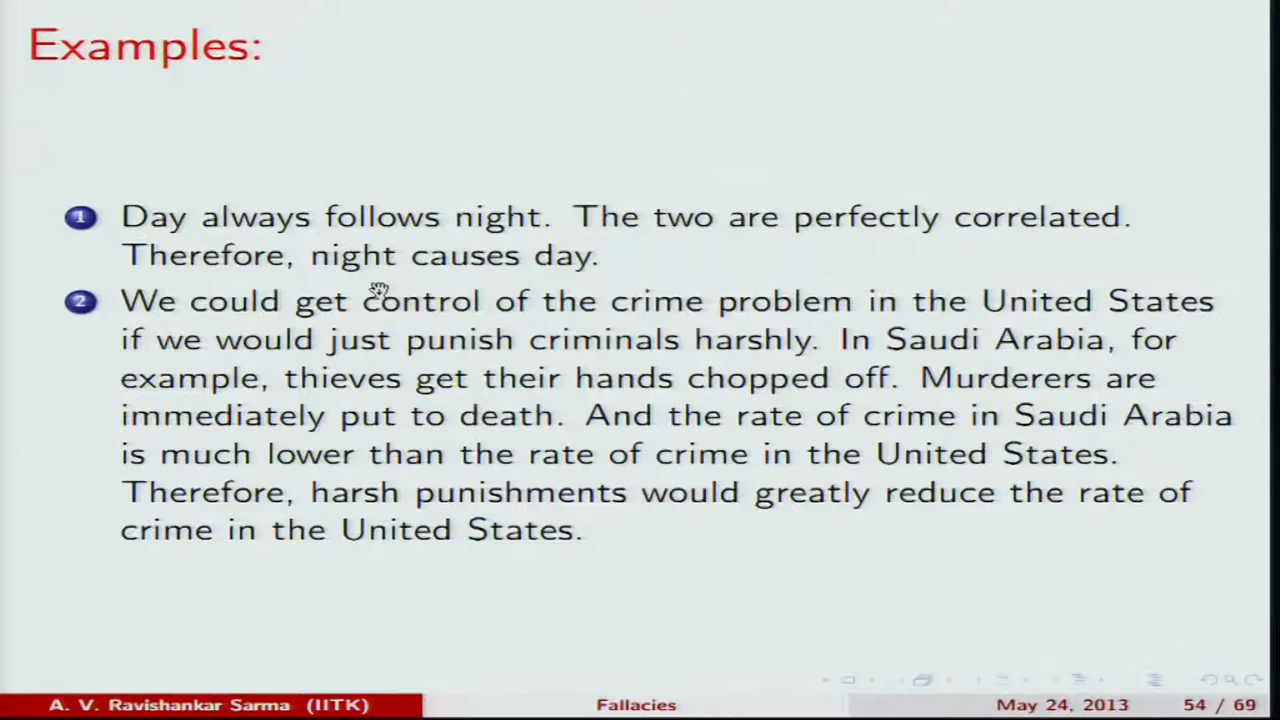 Examples:
1 Day always follows night. The two are perfectly correlated.
Therefore, night causes day.
2 We could get control of the crime problem in the United States
if we would just punish criminals harshly. In Saudi Arabia, for
example, thieves get their hands chopped off. Murderers are
immediately put to death. And the rate of crime in Saudi Arabia
is much lower than the rate of crime in the United States.
Therefore, harsh punishments would greatly reduce the rate of
crime in the United States.
A. V. Ravishankar Sarma (IITK) Fallacies May 24, 2013 54 / 69